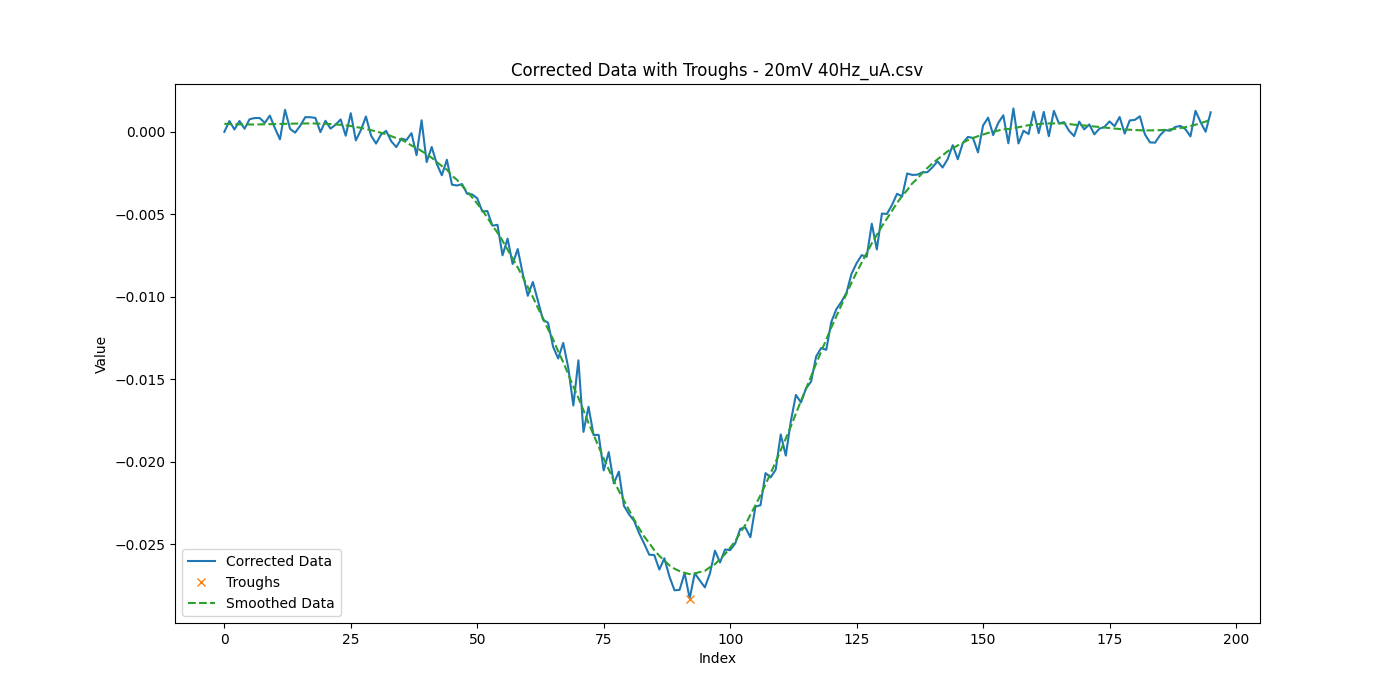 Corrected Data with Troughs - 20mV 40Hz_uA.csv
0.000
−0.005
−0.010
−0.015
−0.020
−0.025
Value
Corrected Data
Troughs
Smoothed Data
0 25 50 75 100 125 150 175 200
Index